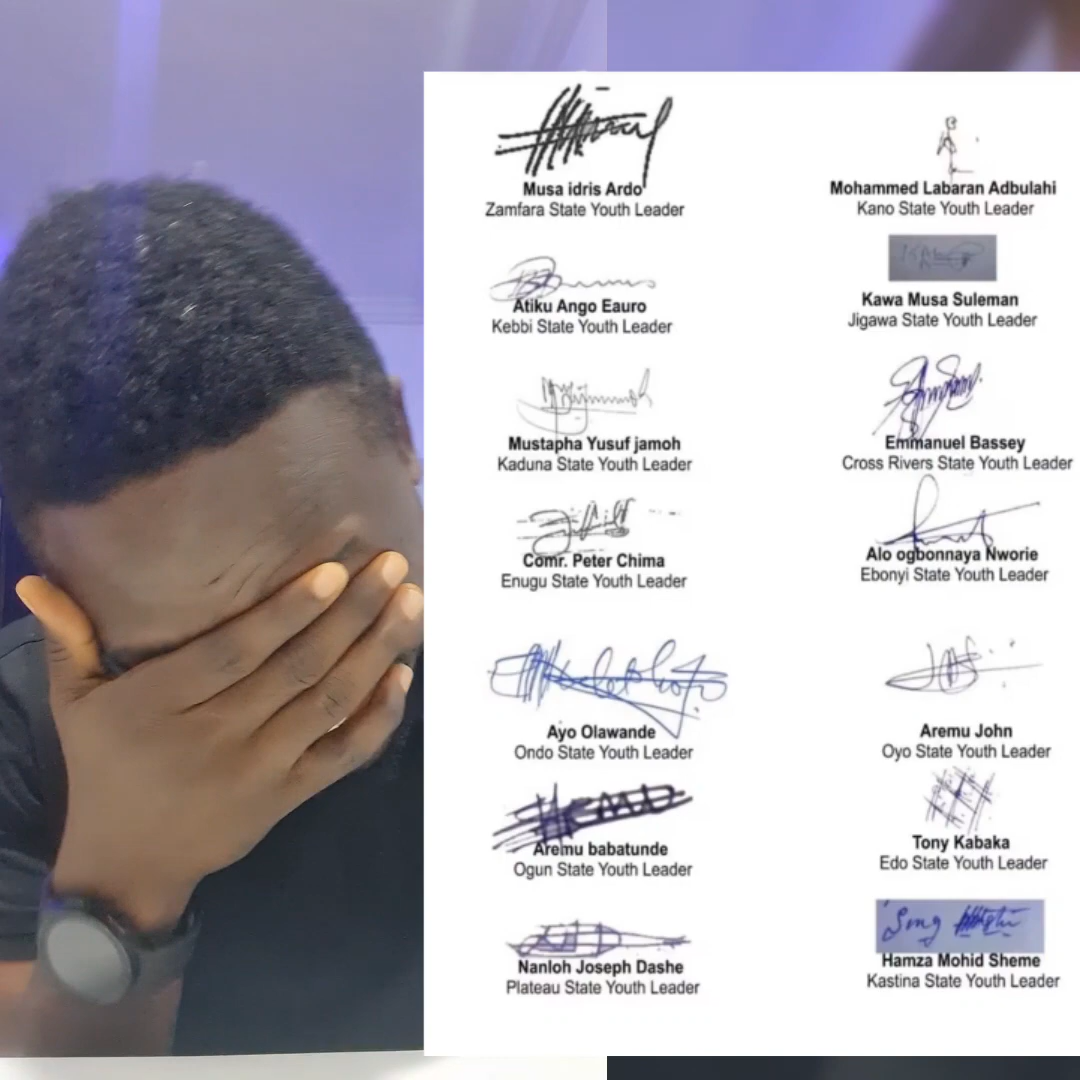 Musa idris Ardo
Zamfara State Youth Leader
Mohammed Labaran Adbulahi
Kano State Youth Leader
Atiku Ango Eauro
Kebbi State Youth Leader
Kawa Musa Suleman
Jigawa State Youth Leader
Mustapha Yusuf jamoh
Kaduna State Youth Leader
Emmanuel Bassey
Cross Rivers State Youth Leader
Comr. Peter Chima
Enugu State Youth Leader
Alo ogbonnaya Nworie
Ebonyi State Youth Leader
Ayo Olawande
Ondo State Youth Leader
Aremu John
Oyo State Youth Leader
Aremu babatunde
Ogun State Youth Leader
Tony Kabaka
Edo State Youth Leader
Nanloh Joseph Dashe
Plateau State Youth Leader
Hamza Mohid Sheme
Kastina State Youth Leader